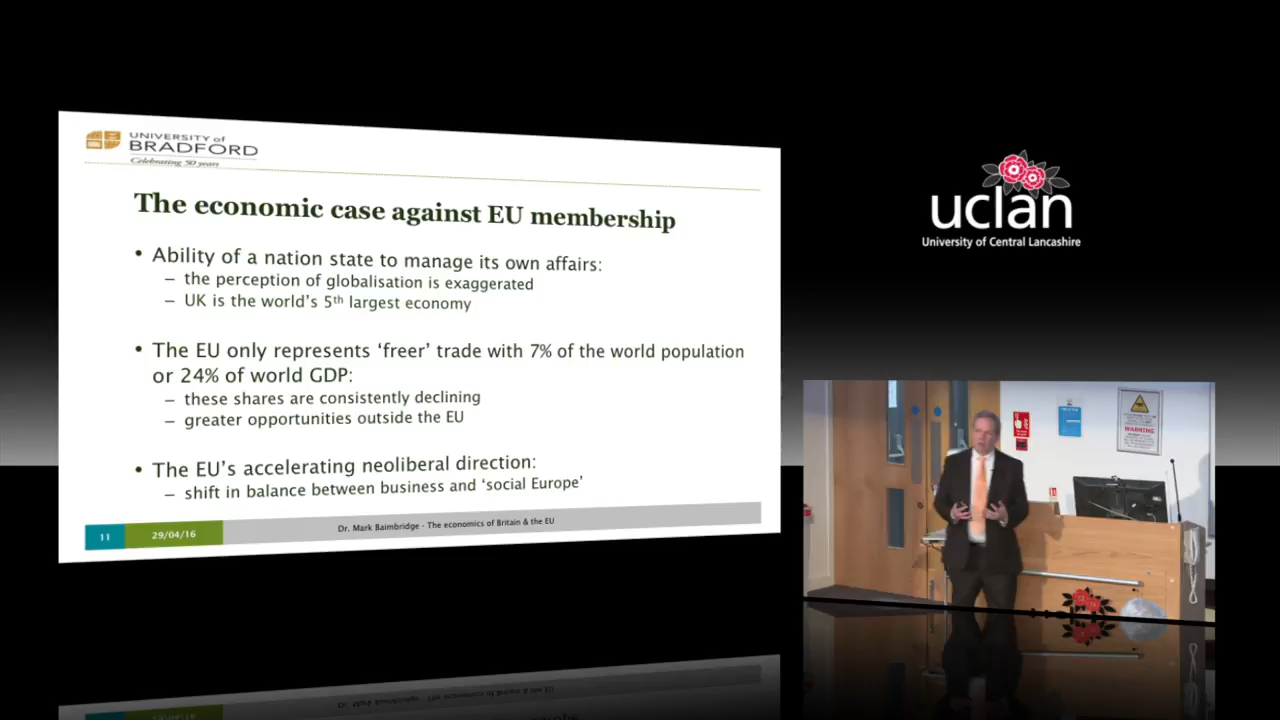 UNIVERSITY of
BRADFORD
Celebrating 50 years
The economic case against EU membership
• Ability of a nation state to manage its own affairs:
– the perception of globalisation is exaggerated
– UK is the world's 5th largest economy
• The EU only represents 'freer' trade with 7% of the world population
or 24% of world GDP:
– these shares are consistently declining
– greater opportunities outside the EU
• The EU's accelerating neoliberal direction:
– shift in balance between business and 'social Europe'
11
29/04/16
Dr. Mark Baimbridge - The economics of Britain & the EU
uclan
University of Central Lancashire
WARNING